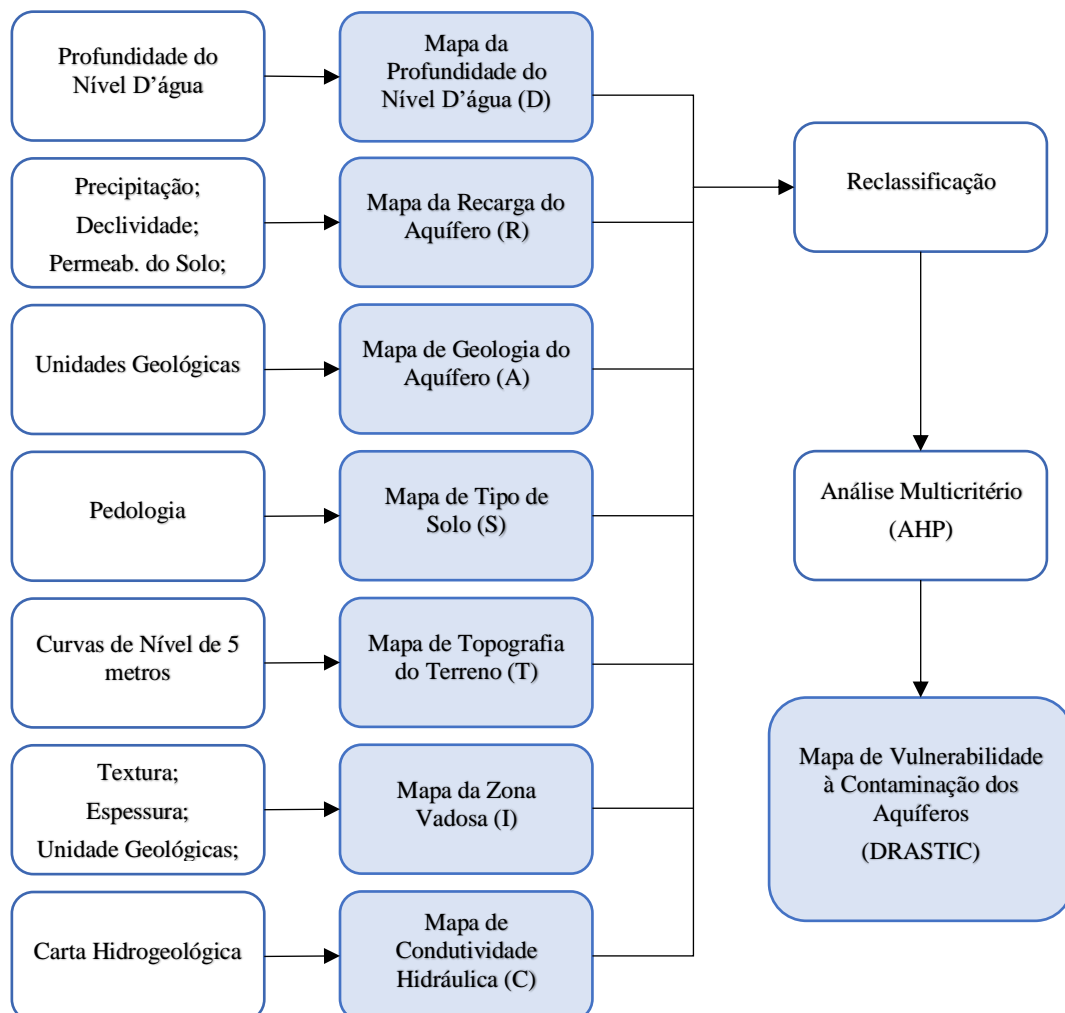 Profundidade do
Nível D'água
Mapa da
Profundidade do
Nível D'água (D)
Precipitação;
Declividade;
Permeab. do Solo;
Mapa da Recarga do
Aquífero (R)
Reclassificação
Unidades Geológicas
Mapa de Geologia do
Aquífero (A)
Pedologia
Mapa de Tipo de
Solo (S)
Análise Multicritério
(AHP)
Curvas de Nível de 5
metros
Mapa de Topografia
do Terreno (T)
Textura;
Espessura;
Unidade Geológicas;
Mapa da Zona
Vadosa (I)
Mapa de Vulnerabilidade
à Contaminação dos
Aquíferos
(DRASTIC)
Carta Hidrogeológica
Mapa de
Condutividade
Hidráulica (C)